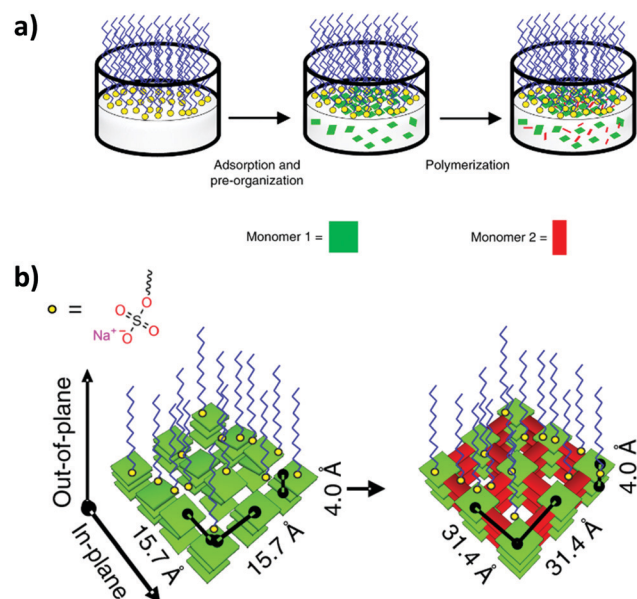 a)
Adsorption and
pre-organization
Polymerization
Monomer 1 =
Monomer 2 =
b)
=
O
O
S
O
Na⁺ ⁻O
Out-of-plane
In-plane
15.7 Å
15.7 Å
4.0 Å
31.4 Å
31.4 Å
4.0 Å